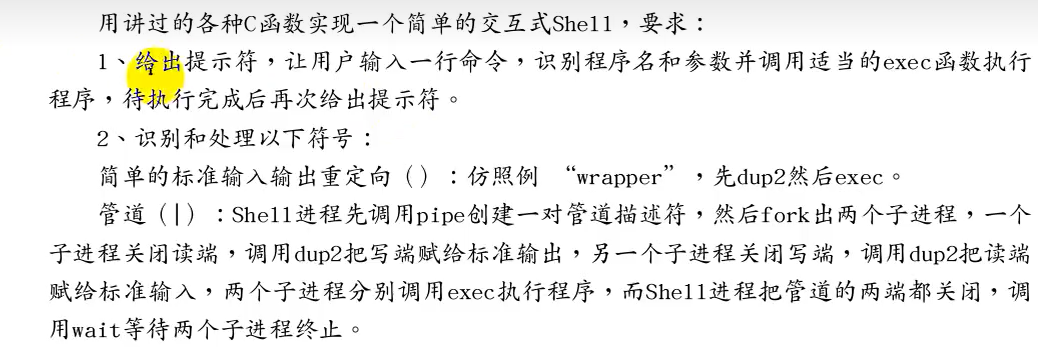 用讲过的各种C函数实现一个简单的交互式Shell，要求：
1、给出提示符，让用户输入一行命令，识别程序名和参数并调用适当的exec函数执行
程序，待执行完成后再次给出提示符。
2、识别和处理以下符号：
简单的标准输入输出重定向（）：仿照例 “wrapper”，先dup2然后exec。
管道（|）：Shell进程先调用pipe创建一对管道描述符，然后fork出两个子进程，一个
子进程关闭读端，调用dup2把写端赋给标准输出，另一个子进程关闭写端，调用dup2把读端
赋给标准输入，两个子进程分别调用exec执行程序，而Shell进程把管道的两端都关闭，调
用wait等待两个子进程终止。